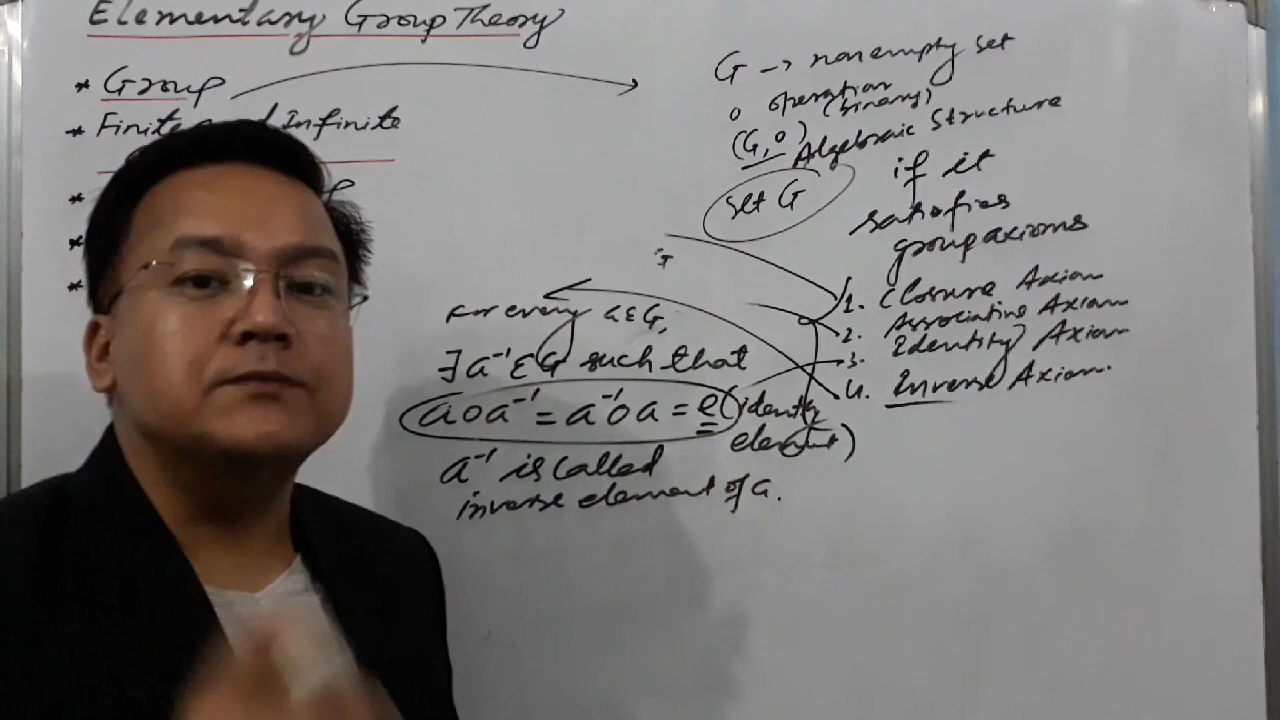 Elementary Group Theory
* Group
* Finite and Infinite
*
*
*
G → nonempty set
o operation
(binary)
(G, o) Algebraic Structure
Set G if it
satisfies
group axioms
G
1. Closure Axiom
2. Associative Axiom
3. Identity Axiom
4. Inverse Axiom.
For every a ∈ G,
∃ a⁻¹ ∈ G such that
a o a⁻¹ = a⁻¹ o a = e (identity
element)
a⁻¹ is called
inverse element of a.